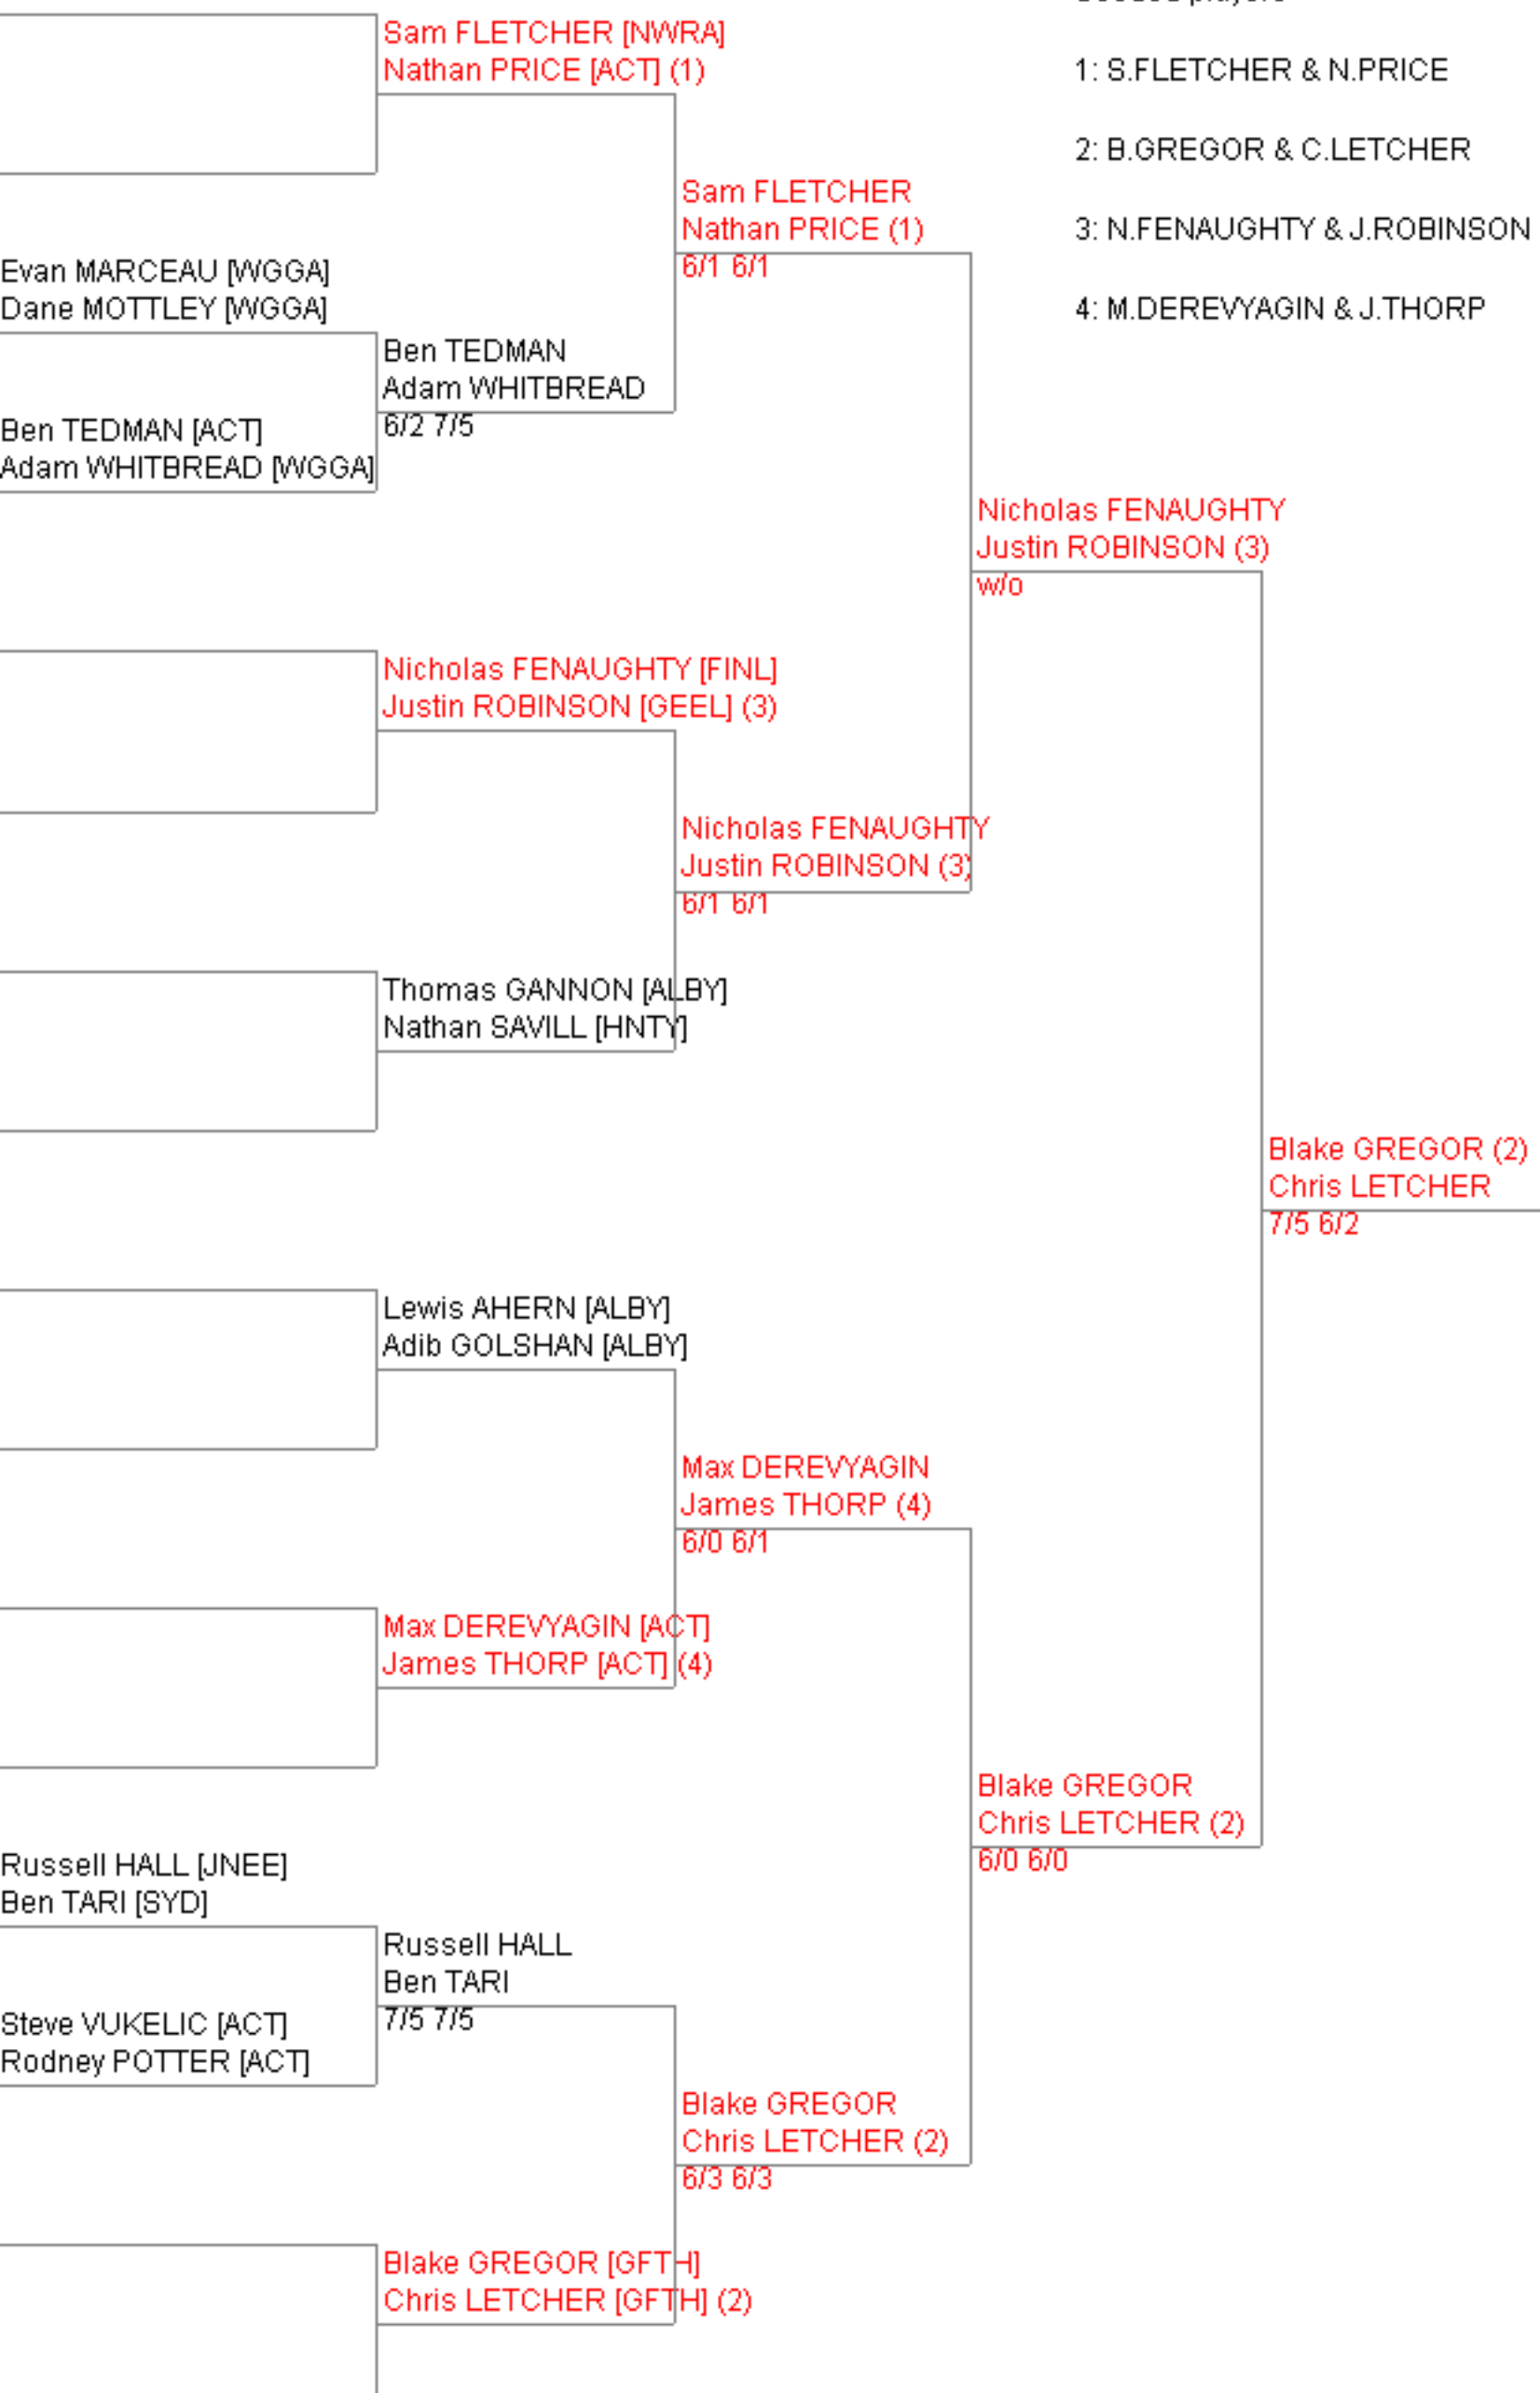 Sam FLETCHER [NWRA]
Nathan PRICE [ACT] (1)
1: S.FLETCHER & N.PRICE
2: B.GREGOR & C.LETCHER
3: N.FENAUGHTY & J.ROBINSON
4: M.DEREVYAGIN & J.THORP
Sam FLETCHER
Nathan PRICE (1)
6/1 6/1
Evan MARCEAU [WGGA]
Dane MOTTLEY [WGGA]
Ben TEDMAN
Adam WHITBREAD
6/2 7/5
Ben TEDMAN [ACT]
Adam WHITBREAD [WGGA]
Nicholas FENAUGHTY
Justin ROBINSON (3)
w/o
Nicholas FENAUGHTY [FINL]
Justin ROBINSON [GEEL] (3)
Nicholas FENAUGHTY
Justin ROBINSON (3)
6/1 6/1
Thomas GANNON [ALBY]
Nathan SAVILL [HNTY]
Blake GREGOR (2)
Chris LETCHER
7/5 6/2
Lewis AHERN [ALBY]
Adib GOLSHAN [ALBY]
Max DEREVYAGIN
James THORP (4)
6/0 6/1
Max DEREVYAGIN [ACT]
James THORP [ACT] (4)
Blake GREGOR
Chris LETCHER (2)
6/0 6/0
Russell HALL [JNEE]
Ben TARI [SYD]
Russell HALL
Ben TARI
7/5 7/5
Steve VUKELIC [ACT]
Rodney POTTER [ACT]
Blake GREGOR
Chris LETCHER (2)
6/3 6/3
Blake GREGOR [GFTH]
Chris LETCHER [GFTH] (2)